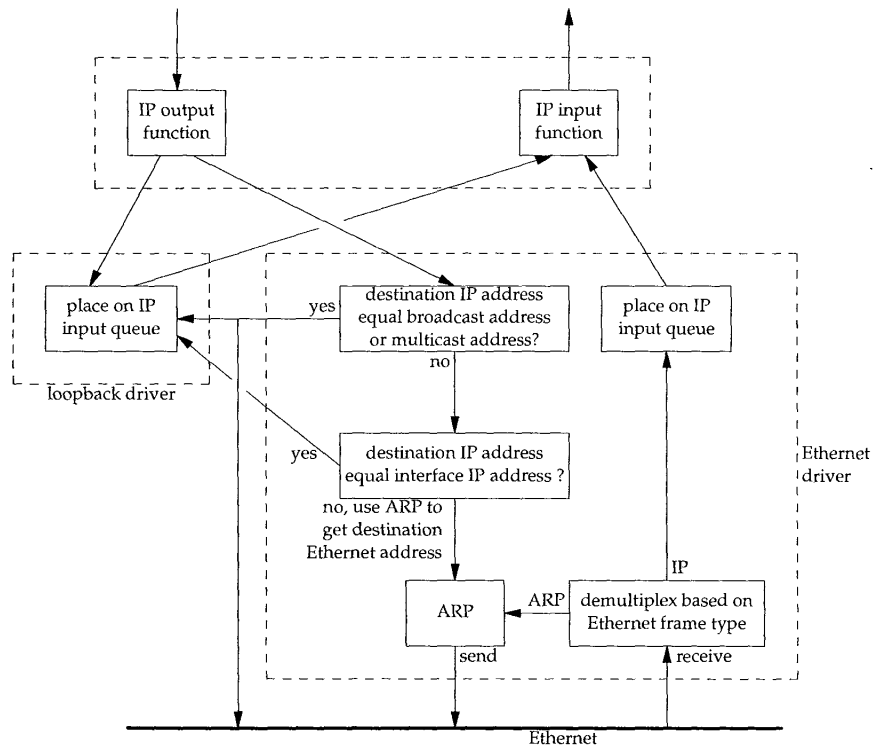 IP output
function
IP input
function
place on IP
input queue
loopback driver
yes
destination IP address
equal broadcast address
or multicast address?
no
place on IP
input queue
yes
destination IP address
equal interface IP address ?
no, use ARP to
get destination
Ethernet address
Ethernet
driver
ARP
ARP
IP
demultiplex based on
Ethernet frame type
send
receive
Ethernet